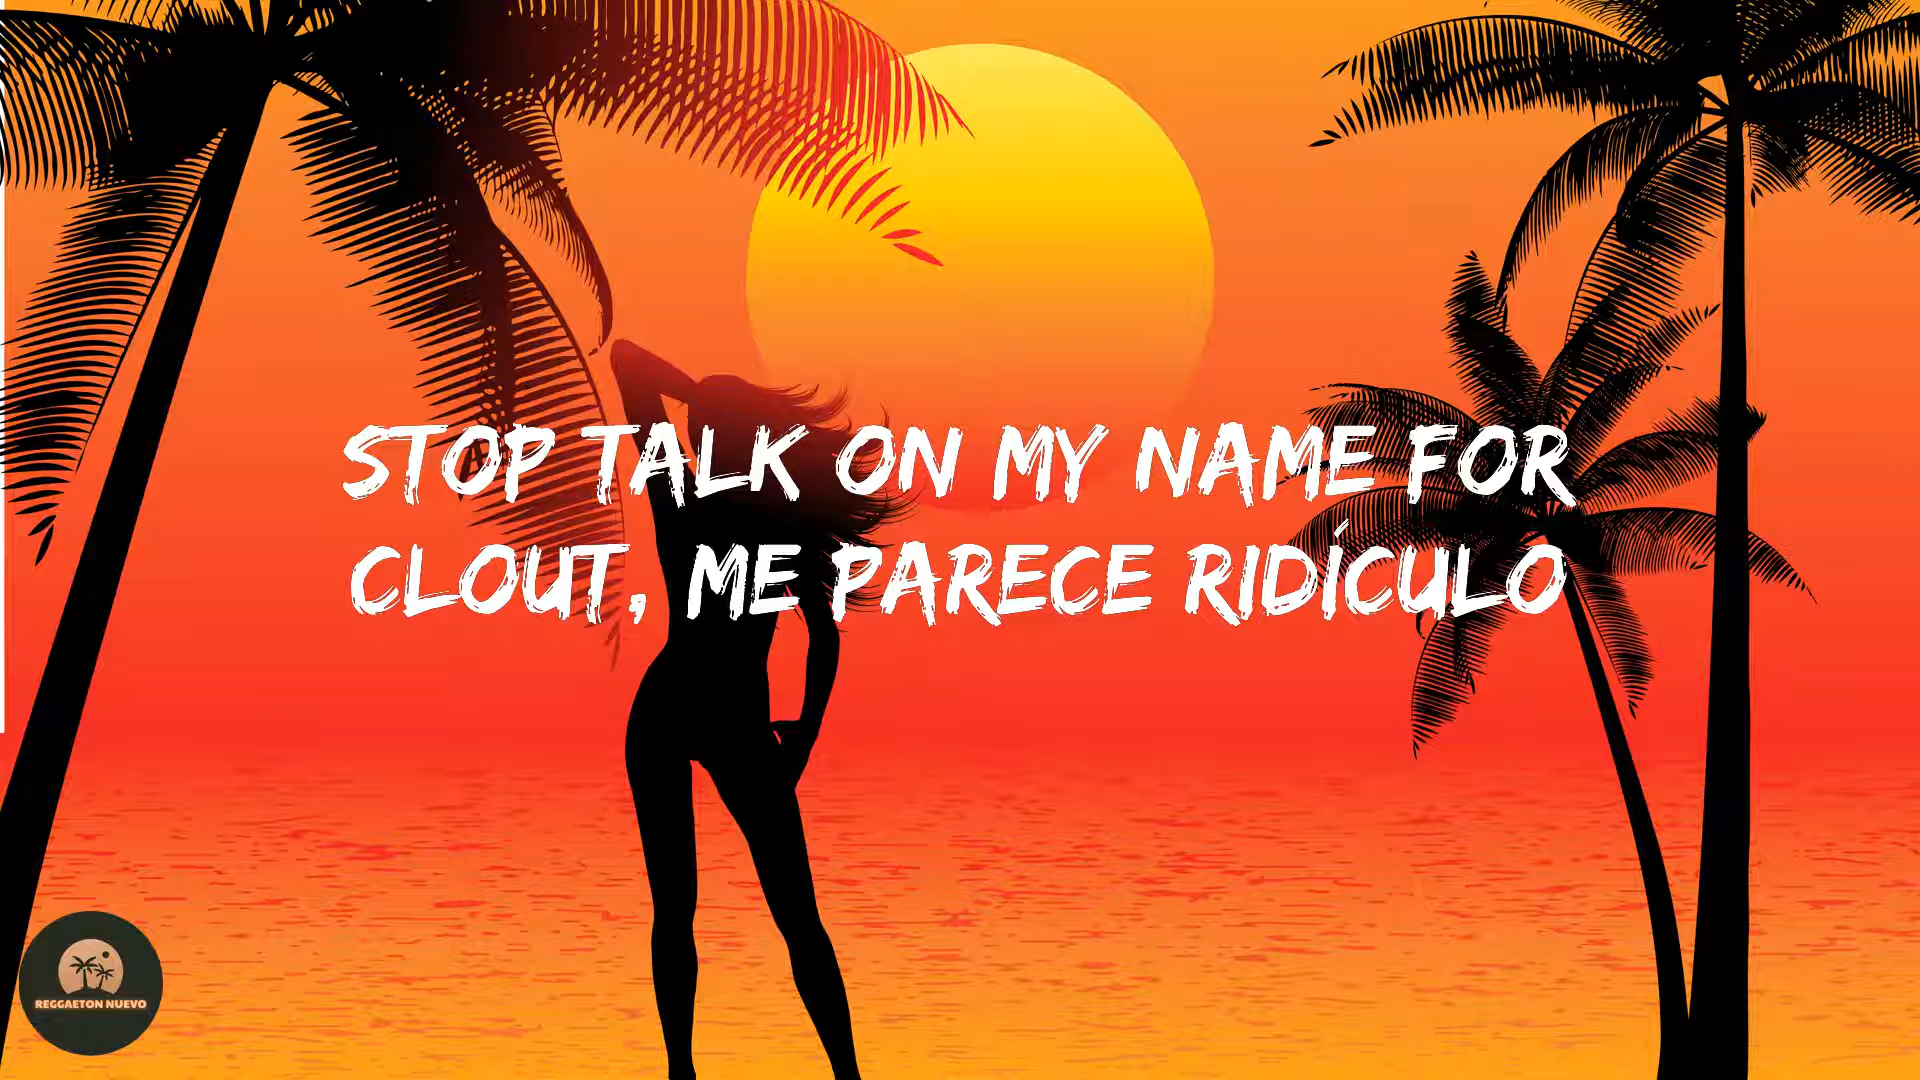 STOP TALK ON MY NAME FOR
CLOUT, ME PARECE RIDÍCULO
REGGAETON NUEVO